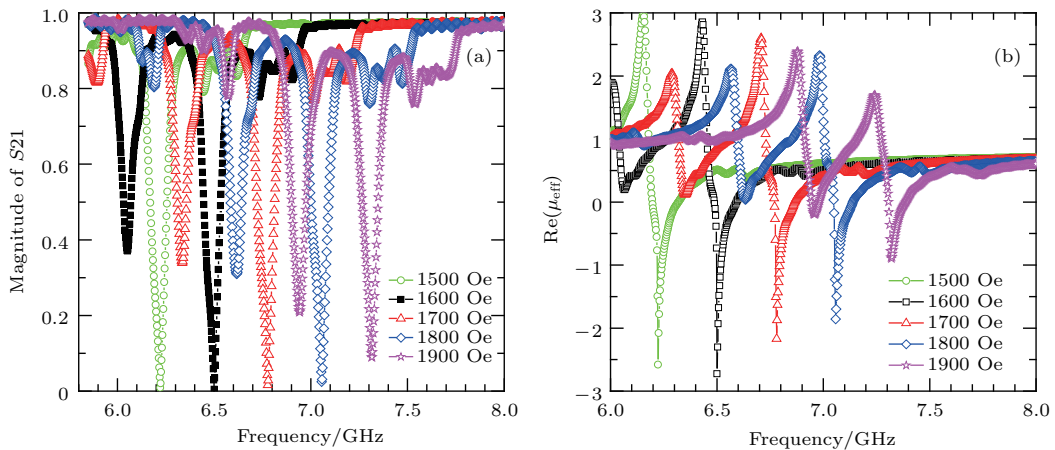 1.0
0.8
0.6
0.4
0.2
0
Magnitude of S21
(a)
1500 Oe
1600 Oe
1700 Oe
1800 Oe
1900 Oe
6.0 6.5 7.0 7.5 8.0
Frequency/GHz
3
2
1
0
−1
−2
−3
Re(μeff)
(b)
1500 Oe
1600 Oe
1700 Oe
1800 Oe
1900 Oe
6.0 6.5 7.0 7.5 8.0
Frequency/GHz